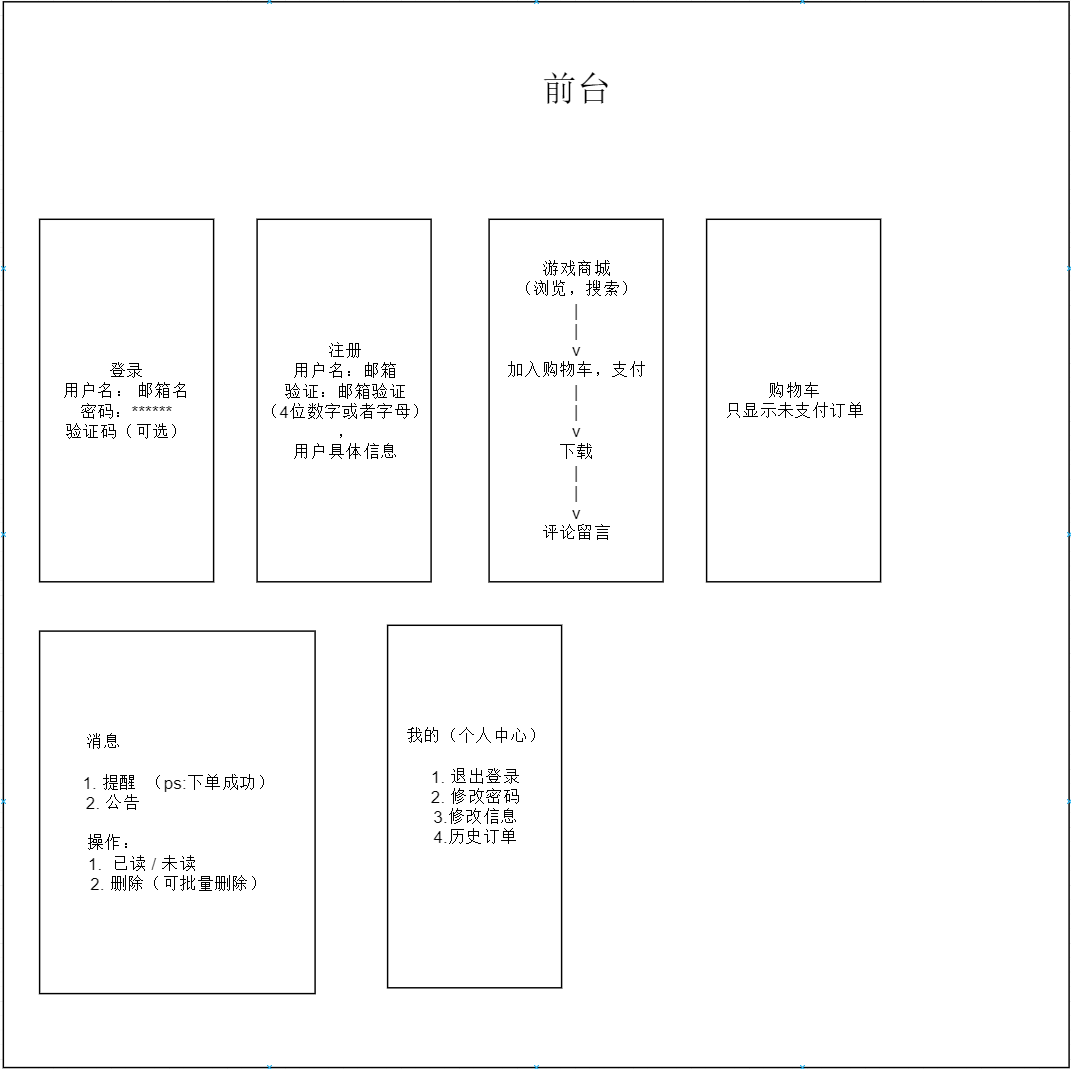 前台
登录
用户名： 邮箱名
密码：******
验证码（可选）
注册
用户名：邮箱
验证：邮箱验证
（4位数字或者字母）
，
用户具体信息
游戏商城
（浏览，搜索）
|
|
v
加入购物车，支付
|
|
v
下载
|
|
v
评论留言
购物车
只显示未支付订单
消息
1. 提醒 （ps:下单成功）
2. 公告
操作：
1. 已读 / 未读
2. 删除（可批量删除）
我的（个人中心）
1. 退出登录
2. 修改密码
3.修改信息
4.历史订单